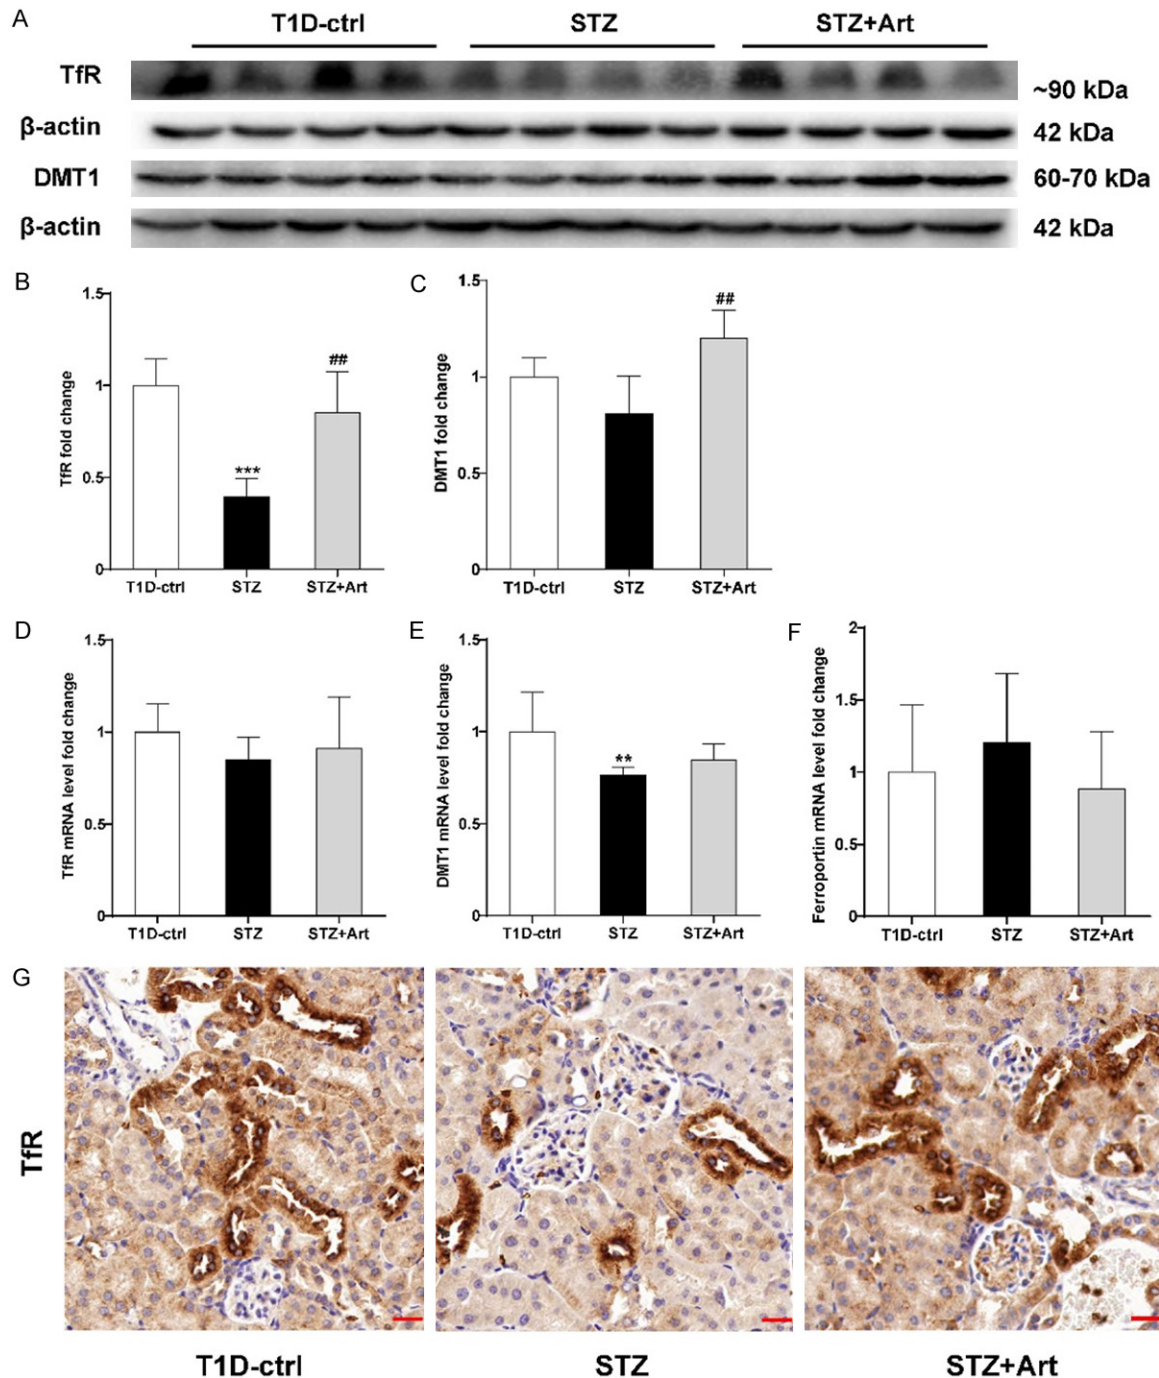 A
T1D-ctrl STZ STZ+Art
TfR ~90 kDa
β-actin 42 kDa
DMT1 60-70 kDa
β-actin 42 kDa
B
TfR fold change
1.5
1
0.5
0
***
##
T1D-ctrl STZ STZ+Art
C
DMT1 fold change
1.5
1
0.5
0
##
T1D-ctrl STZ STZ+Art
D
TfR mRNA level fold change
1.5
1
0.5
0
T1D-ctrl STZ STZ+Art
E
DMT1 mRNA level fold change
1.5
1
0.5
0
**
T1D-ctrl STZ STZ+Art
F
Ferroportin mRNA level fold change
2
1.5
1
0.5
0
T1D-ctrl STZ STZ+Art
G
TfR
T1D-ctrl STZ STZ+Art